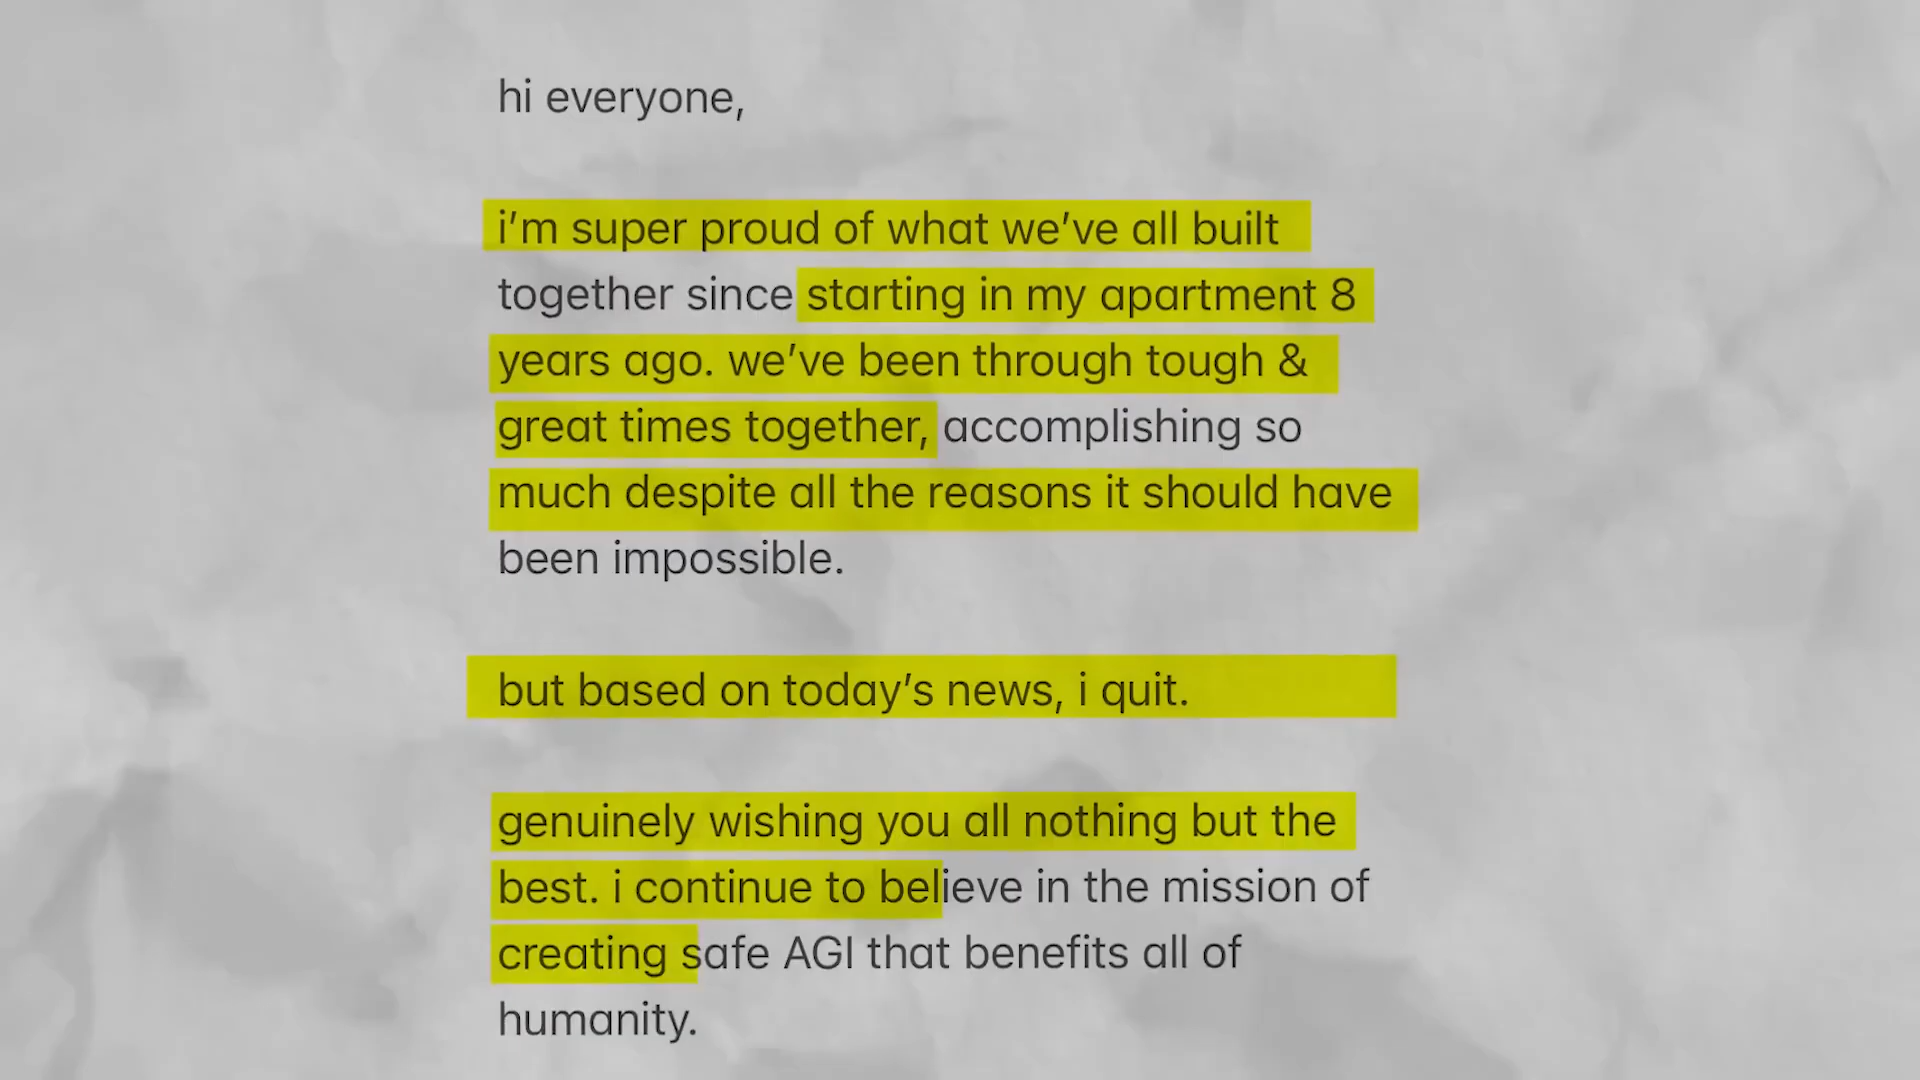 hi everyone,
i’m super proud of what we’ve all built
together since starting in my apartment 8
years ago. we’ve been through tough &
great times together, accomplishing so
much despite all the reasons it should have
been impossible.
but based on today’s news, i quit.
genuinely wishing you all nothing but the
best. i continue to believe in the mission of
creating safe AGI that benefits all of
humanity.